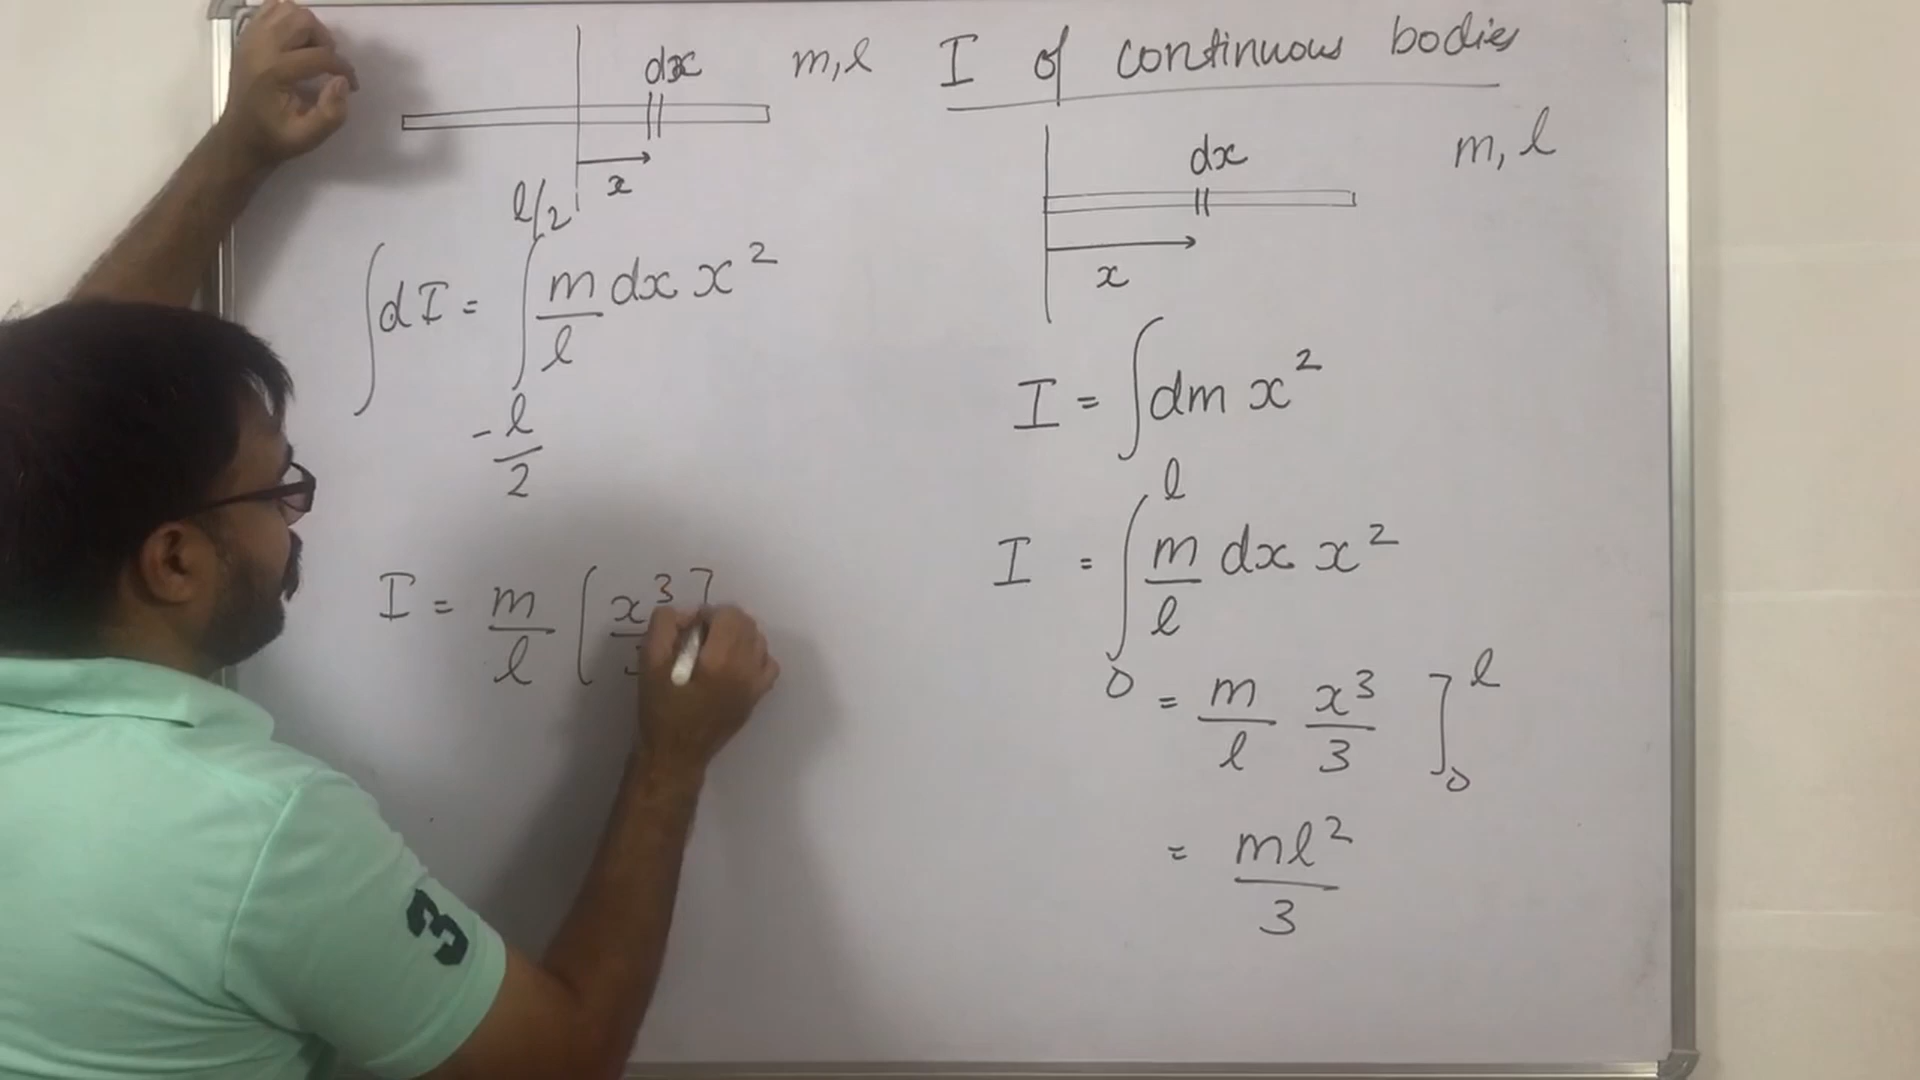 I of continuous bodies
dx
m,l
x
∫dI = ∫ m/l dx x²
l/2
-l/2
I = m/l [x³
dx
m, l
x
I = ∫dm x²
I = ∫ m/l dx x²
l
0
= m/l x³/3 ]
l
0
= ml²/3
3